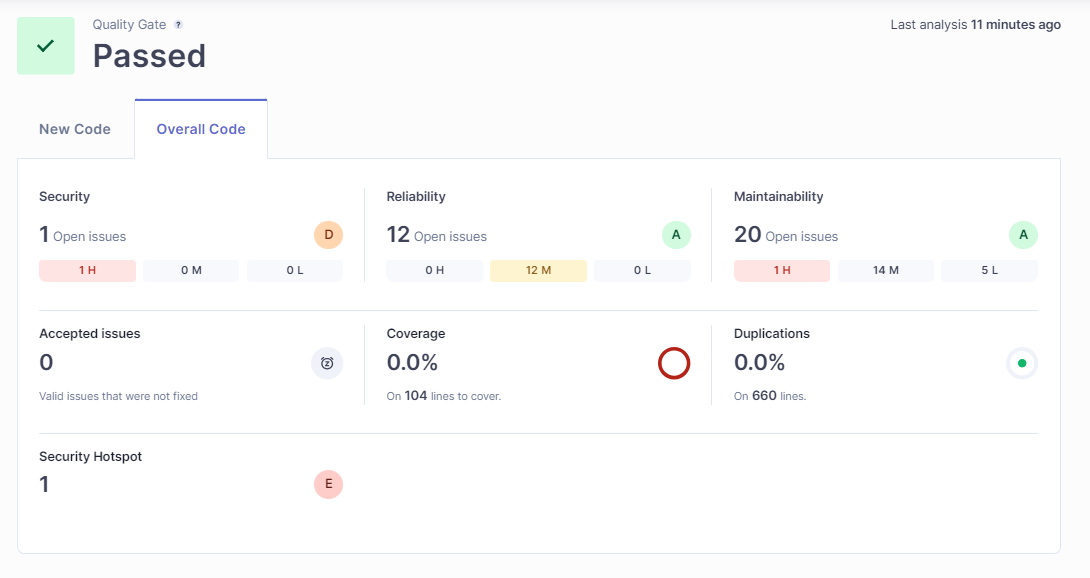 Quality Gate ?
Last analysis 11 minutes ago
Passed
New Code
Overall Code
Security
1 Open issues
D
1 H
0 M
0 L
Reliability
12 Open issues
A
0 H
12 M
0 L
Maintainability
20 Open issues
A
1 H
14 M
5 L
Accepted issues
0
Valid issues that were not fixed
Coverage
0.0%
On 104 lines to cover.
Duplications
0.0%
On 660 lines.
Security Hotspot
1
E